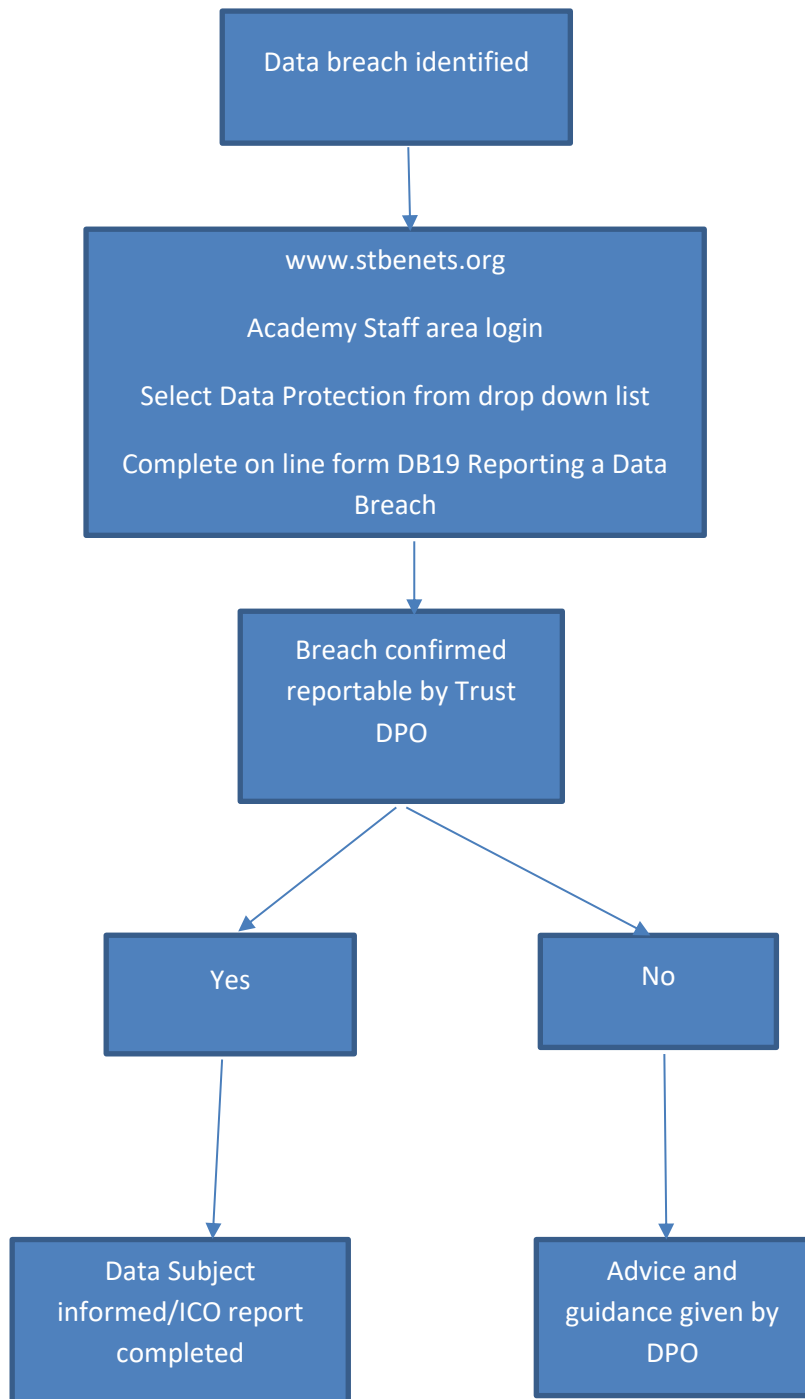 Data breach identified
www.stbenets.org
Academy Staff area login
Select Data Protection from drop down list
Complete on line form DB19 Reporting a Data
Breach
Breach confirmed
reportable by Trust
DPO
Yes
No
Data Subject
informed/ICO report
completed
Advice and
guidance given by
DPO